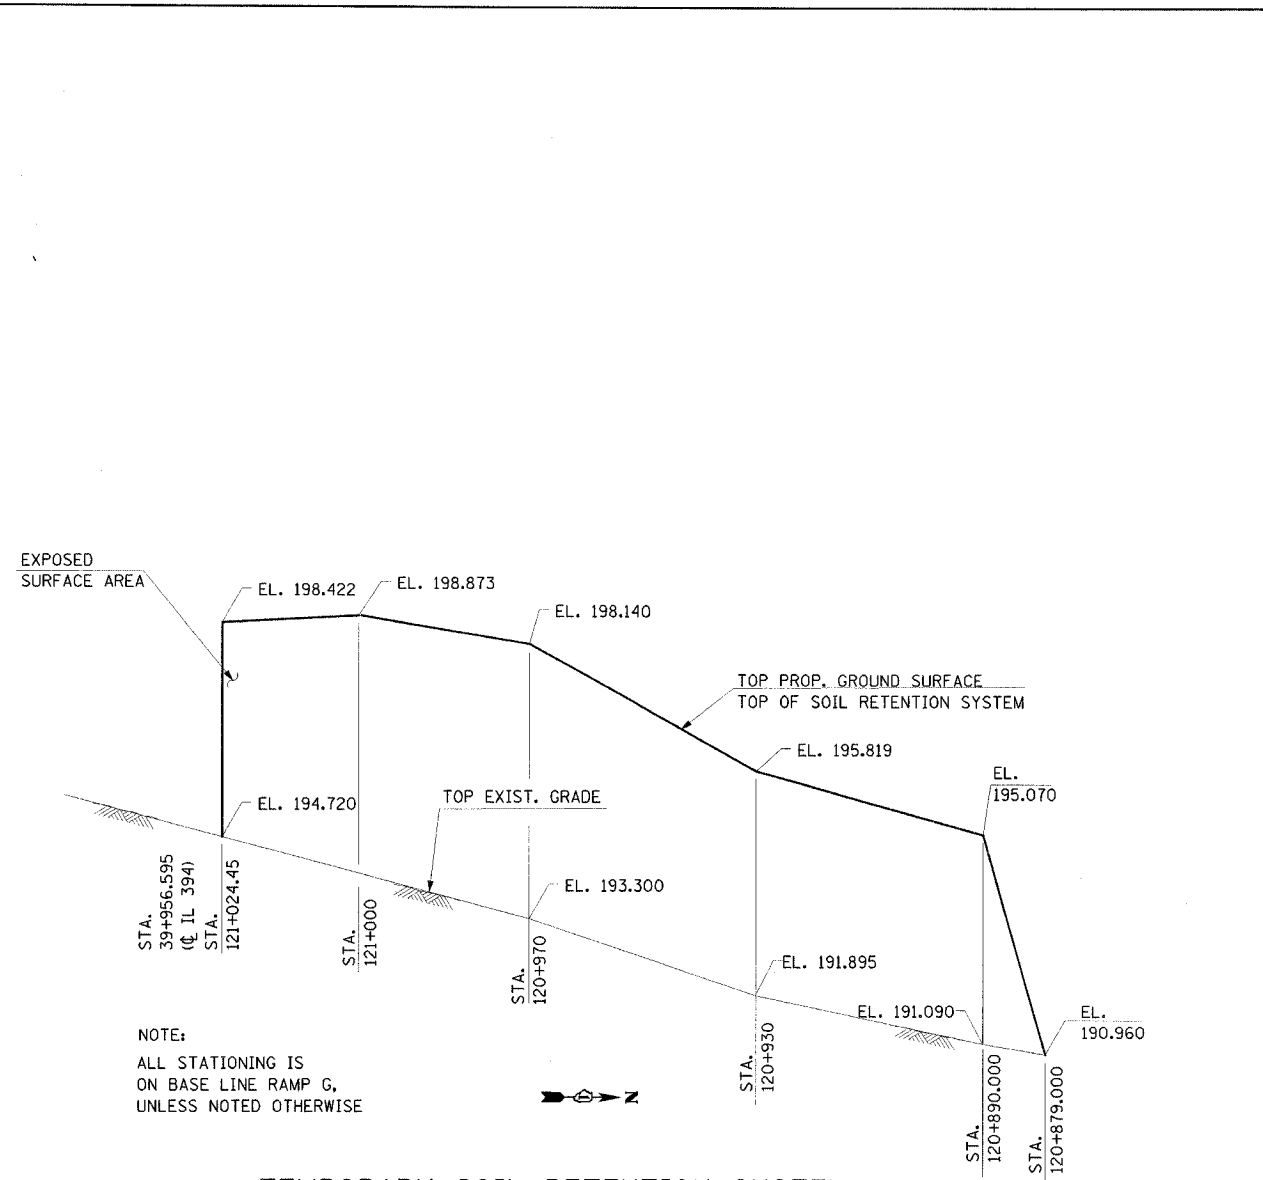 EXPOSED
SURFACE AREA
EL. 198.422
EL. 198.873
EL. 198.140
TOP PROP. GROUND SURFACE
TOP OF SOIL RETENTION SYSTEM
EL. 195.819
EL.
195.070
EL. 194.720
TOP EXIST. GRADE
EL. 193.300
EL. 191.895
EL. 191.090
EL.
190.960
STA.
39+956.595
(℄ IL 394)
STA.
121+024.45
STA.
121+000
STA.
120+970
STA.
120+930
STA.
120+890.000
STA.
120+879.000
NOTE:
ALL STATIONING IS
ON BASE LINE RAMP G,
UNLESS NOTED OTHERWISE
N